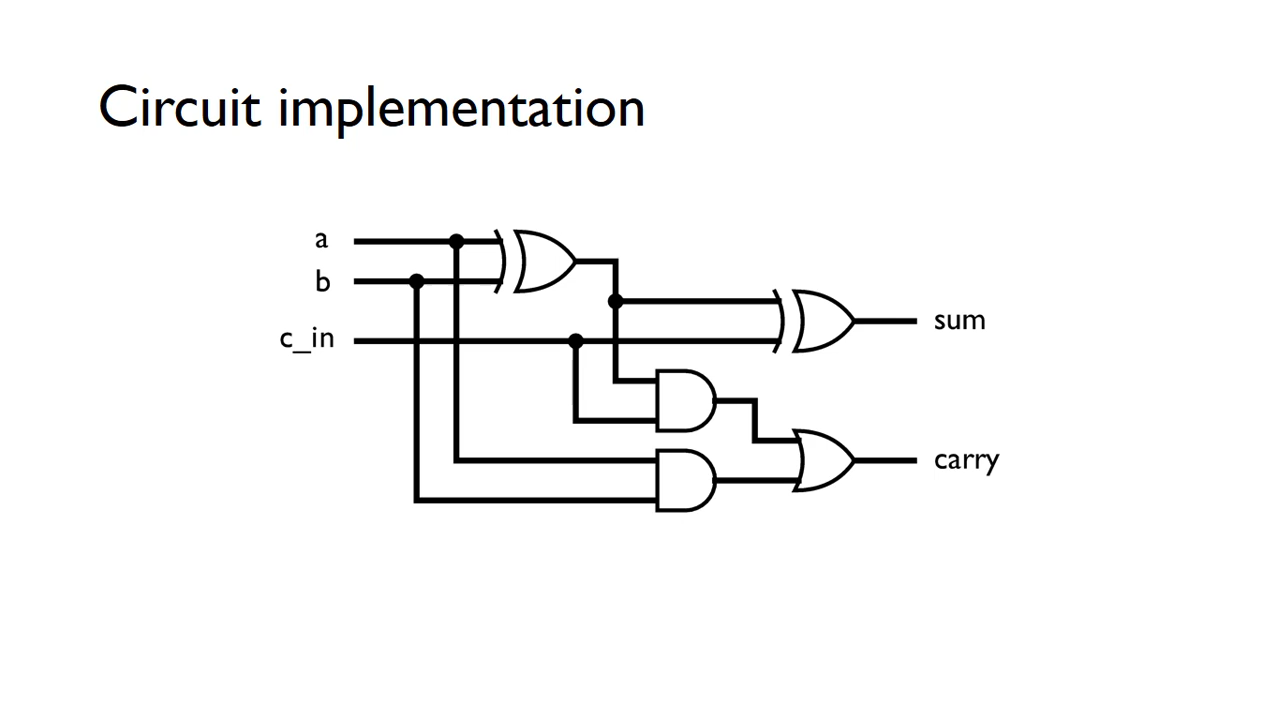 Circuit implementation
a
b
c_in
sum
carry